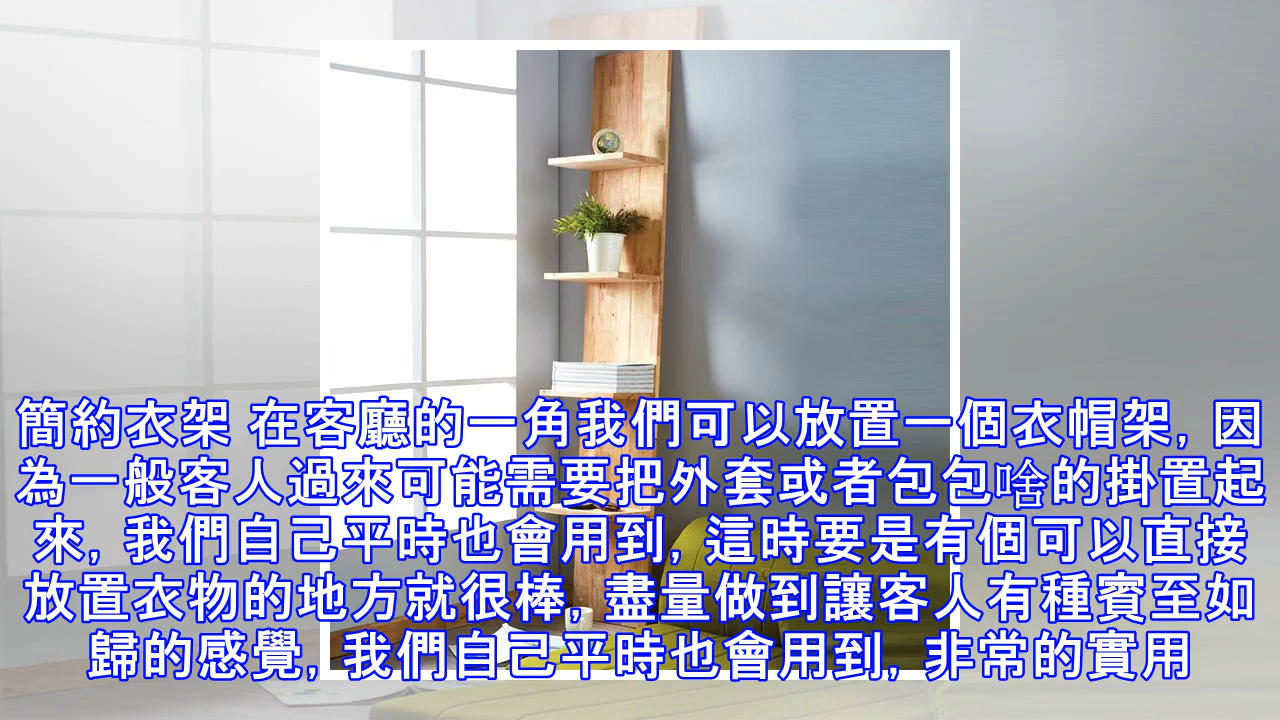 簡約衣架 在客廳的一角我們可以放置一個衣帽架, 因
為一般客人過來可能需要把外套或者包包啥的掛置起
來, 我們自己平時也會用到, 這時要是有個可以直接
放置衣物的地方就很棒, 盡量做到讓客人有種賓至如
歸的感覺, 我們自己平時也會用到, 非常的實用